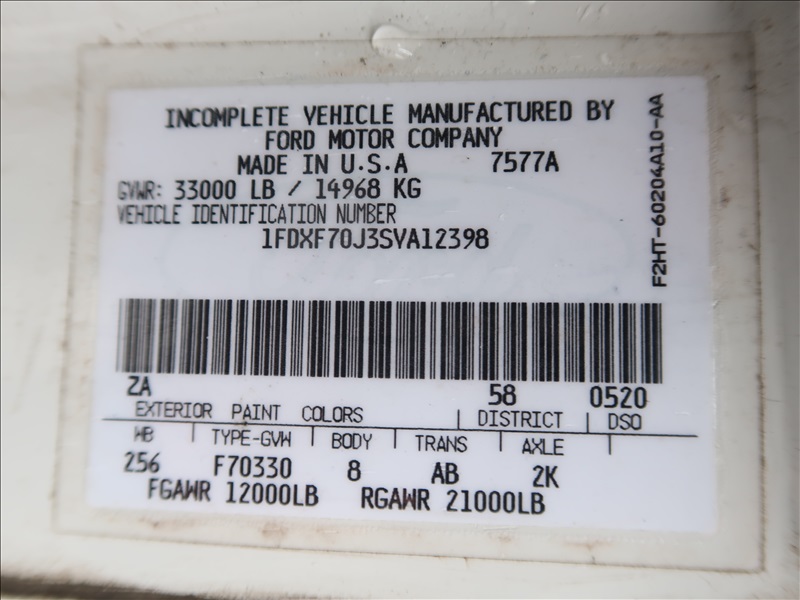 INCOMPLETE VEHICLE MANUFACTURED BY
FORD MOTOR COMPANY
MADE IN U.S.A 7577A
GVWR: 33000 LB / 14968 KG
VEHICLE IDENTIFICATION NUMBER
1FDXF70J3SVA12398
F2HT-60204A10-AA
ZA 58 0520
EXTERIOR PAINT COLORS DISTRICT DSO
WB TYPE-GVW BODY TRANS AXLE
256 F70330 8 AB 2K
FGAWR 12000LB RGAWR 21000LB